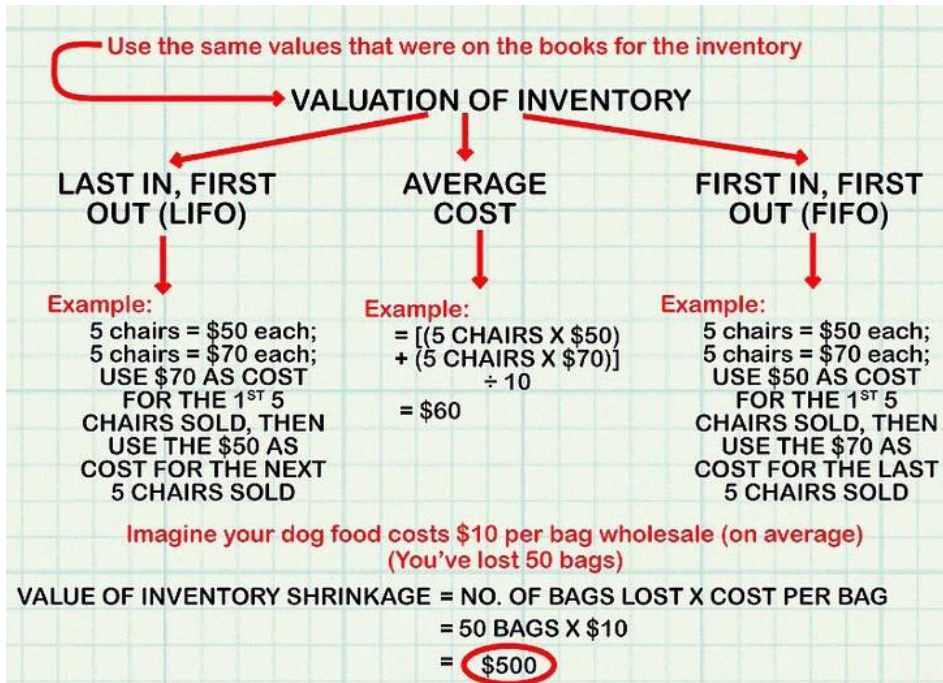 Use the same values that were on the books for the inventory
VALUATION OF INVENTORY
LAST IN, FIRST
OUT (LIFO)
Example:
5 chairs = $50 each;
5 chairs = $70 each;
USE $70 AS COST
FOR THE 1ST 5
CHAIRS SOLD, THEN
USE THE $50 AS
COST FOR THE NEXT
5 CHAIRS SOLD
AVERAGE
COST
Example:
= [(5 CHAIRS X $50)
+ (5 CHAIRS X $70)]
÷ 10
= $60
FIRST IN, FIRST
OUT (FIFO)
Example:
5 chairs = $50 each;
5 chairs = $70 each;
USE $50 AS COST
FOR THE 1ST 5
CHAIRS SOLD, THEN
USE THE $70 AS
COST FOR THE LAST
5 CHAIRS SOLD
Imagine your dog food costs $10 per bag wholesale (on average)
(You've lost 50 bags)
VALUE OF INVENTORY SHRINKAGE = NO. OF BAGS LOST X COST PER BAG
= 50 BAGS X $10
= $500